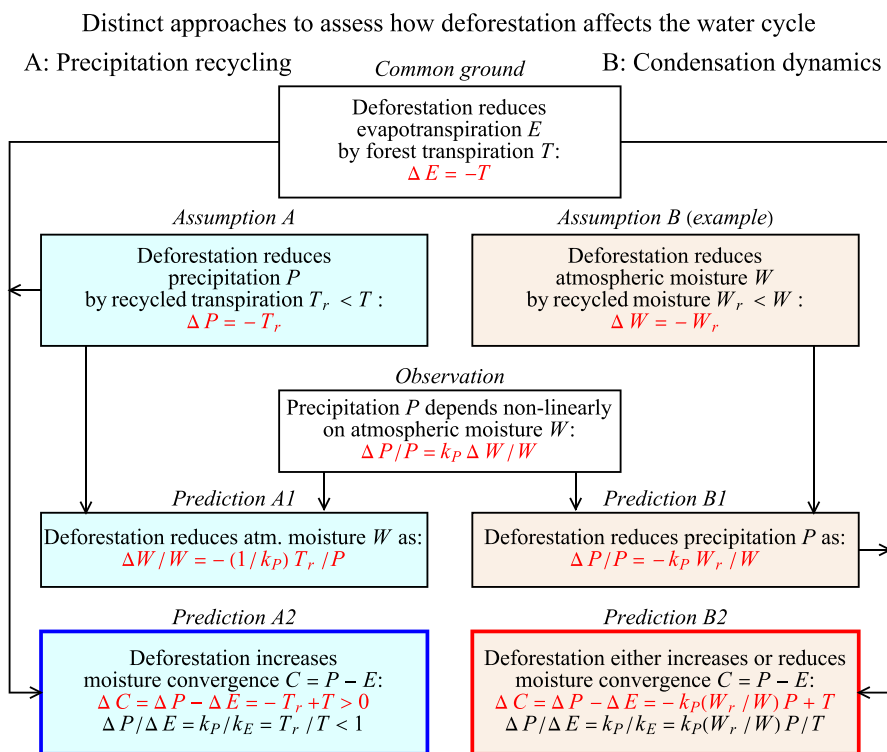 Distinct approaches to assess how deforestation affects the water cycle
A: Precipitation recycling
B: Condensation dynamics
Common ground
Deforestation reduces
evapotranspiration E
by forest transpiration T:
Δ E = −T
Assumption A
Deforestation reduces
precipitation P
by recycled transpiration T_r < T :
Δ P = − T_r
Assumption B (example)
Deforestation reduces
atmospheric moisture W
by recycled moisture W_r < W :
Δ W = − W_r
Observation
Precipitation P depends non-linearly
on atmospheric moisture W:
Δ P/P = k_P Δ W/W
Prediction A1
Deforestation reduces atm. moisture W as:
ΔW/W = − (1/k_P) T_r /P
Prediction B1
Deforestation reduces precipitation P as:
Δ P/P = −k_P W_r /W
Prediction A2
Deforestation increases
moisture convergence C = P − E:
Δ C = Δ P − Δ E = − T_r + T > 0
Δ P/Δ E = k_P/k_E = T_r /T < 1
Prediction B2
Deforestation either increases or reduces
moisture convergence C = P − E:
Δ C = Δ P − Δ E = − k_P(W_r /W) P + T
Δ P/Δ E = k_P/k_E = k_P(W_r /W) P/T